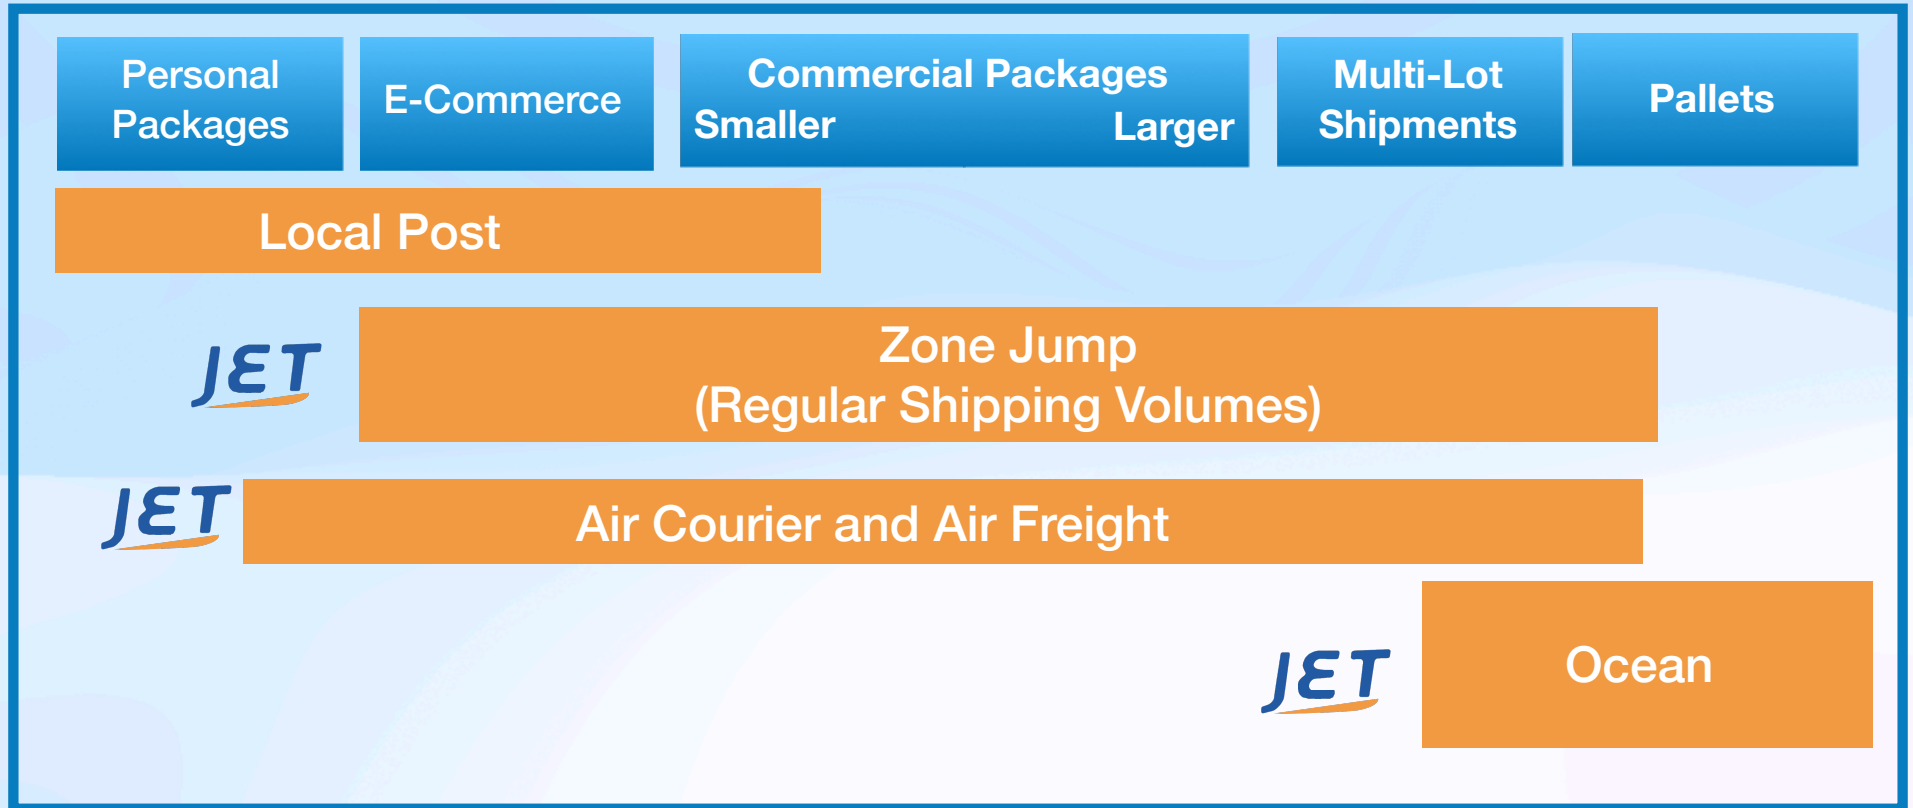 Personal
Packages
E-Commerce
Commercial Packages
Smaller Larger
Multi-Lot
Shipments
Pallets
Local Post
JET
Zone Jump
(Regular Shipping Volumes)
JET
Air Courier and Air Freight
JET
Ocean